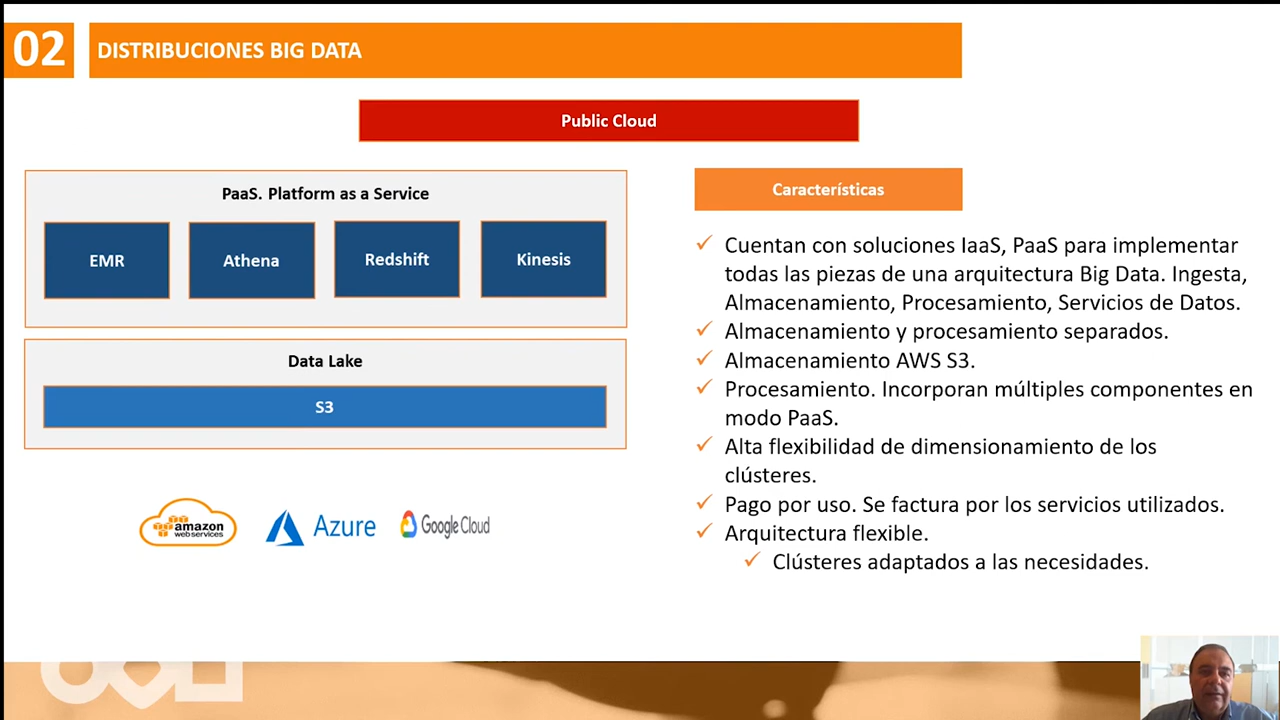 02
DISTRIBUCIONES BIG DATA
Public Cloud
PaaS. Platform as a Service
EMR
Athena
Redshift
Kinesis
Data Lake
S3
amazon
web services
Azure
Google Cloud
Características
Cuentan con soluciones IaaS, PaaS para implementar
todas las piezas de una arquitectura Big Data. Ingesta,
Almacenamiento, Procesamiento, Servicios de Datos.
Almacenamiento y procesamiento separados.
Almacenamiento AWS S3.
Procesamiento. Incorporan múltiples componentes en
modo PaaS.
Alta flexibilidad de dimensionamiento de los
clústeres.
Pago por uso. Se factura por los servicios utilizados.
Arquitectura flexible.
Clústeres adaptados a las necesidades.